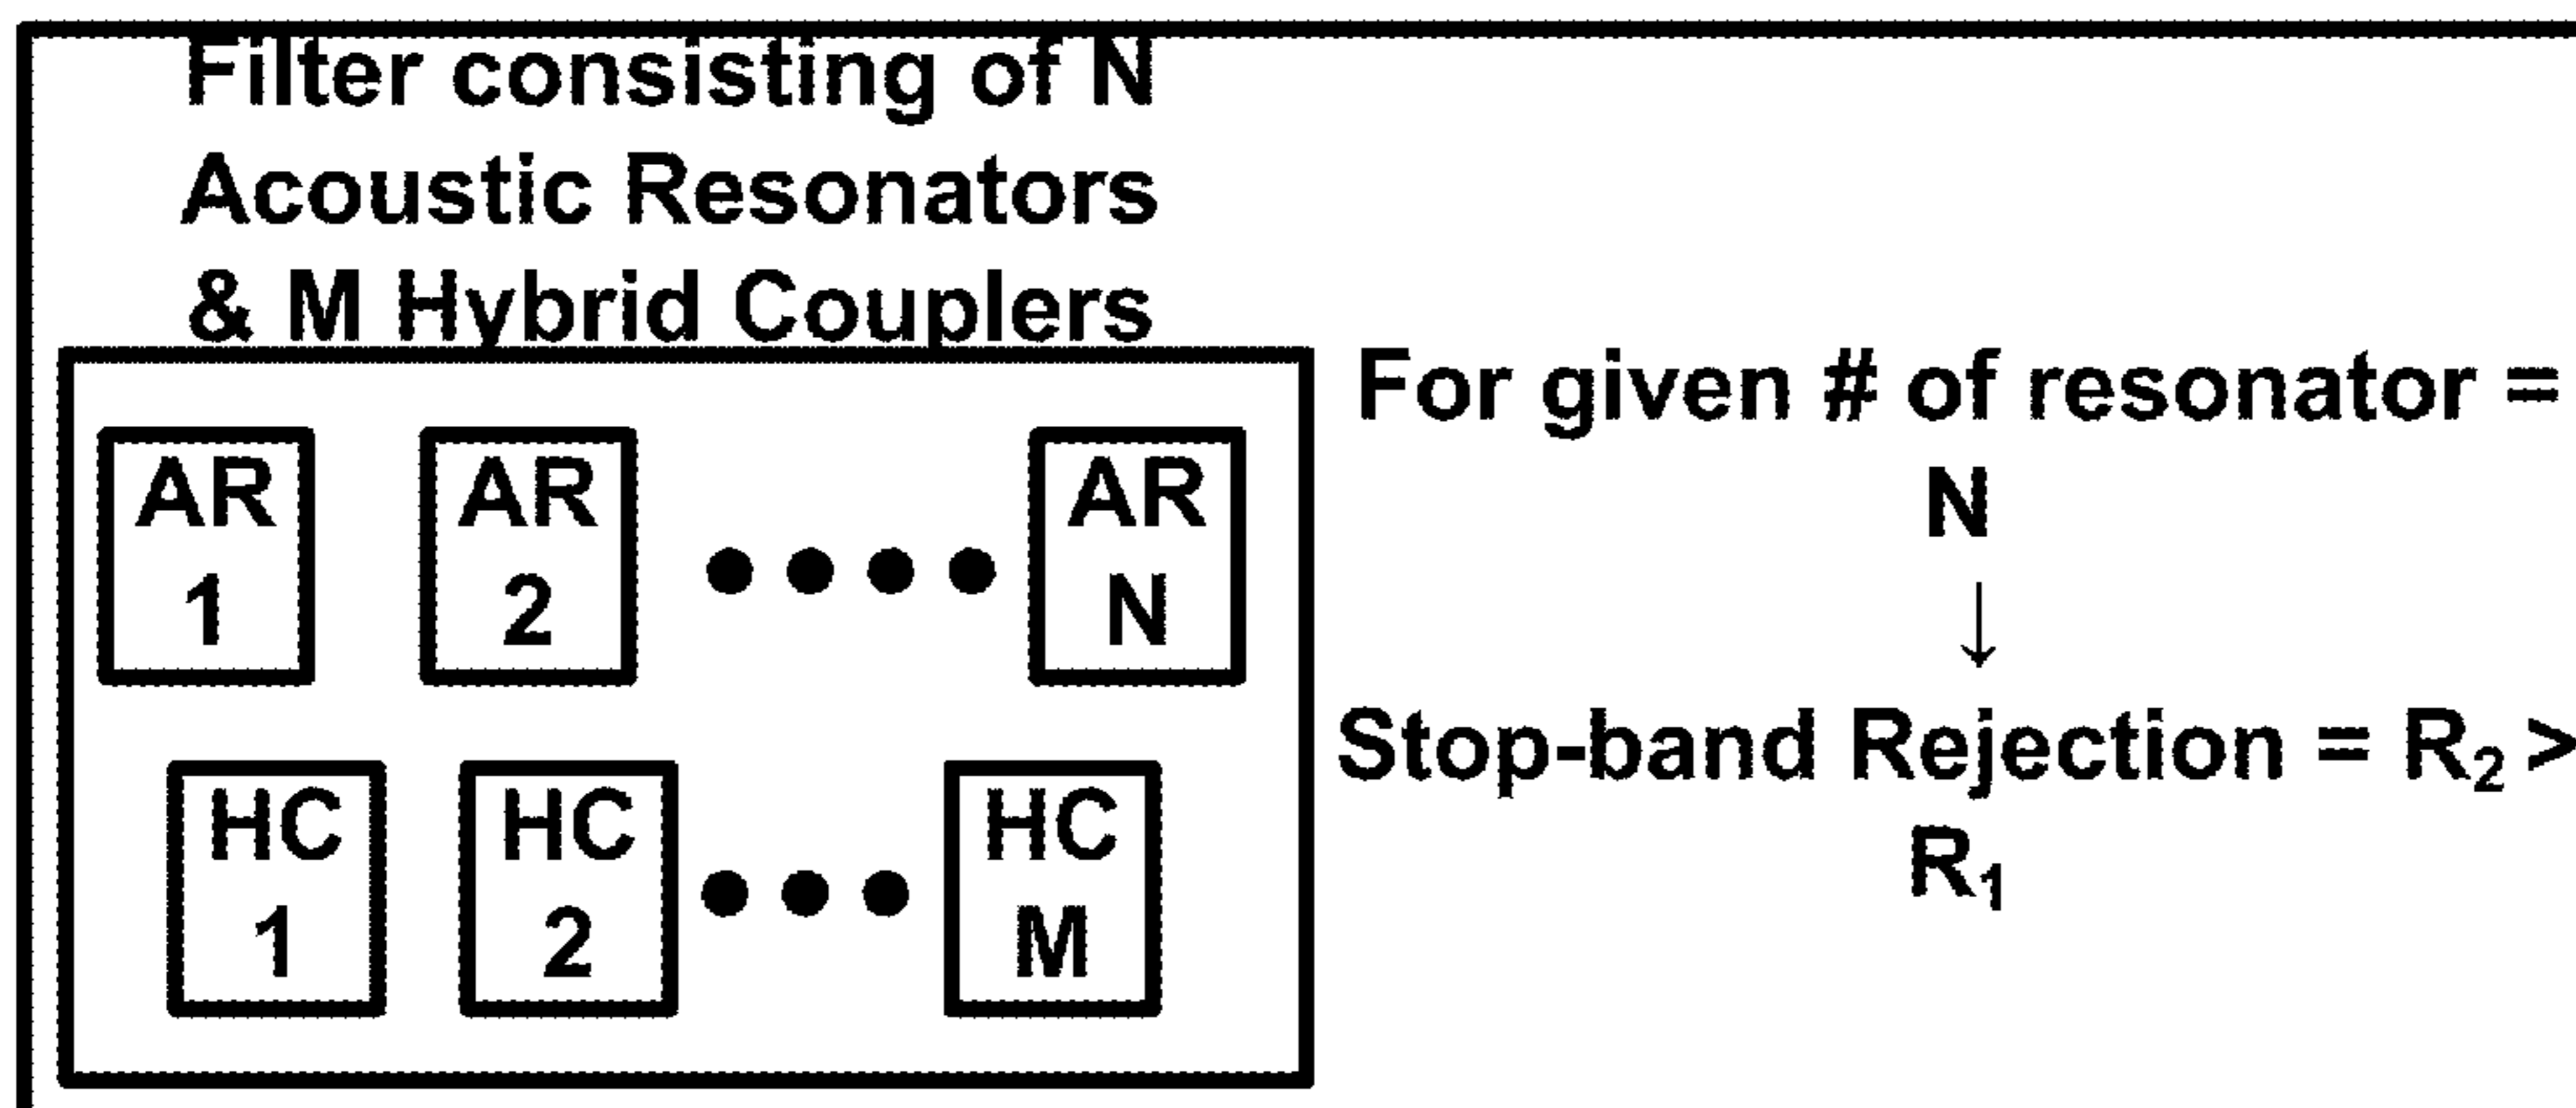 Filter consisting of N
Acoustic Resonators
& M Hybrid Couplers
AR
1
AR
2
AR
N
HC
1
HC
2
HC
M
For given # of resonator =
N
↓
Stop-band Rejection = R₂ >
R₁